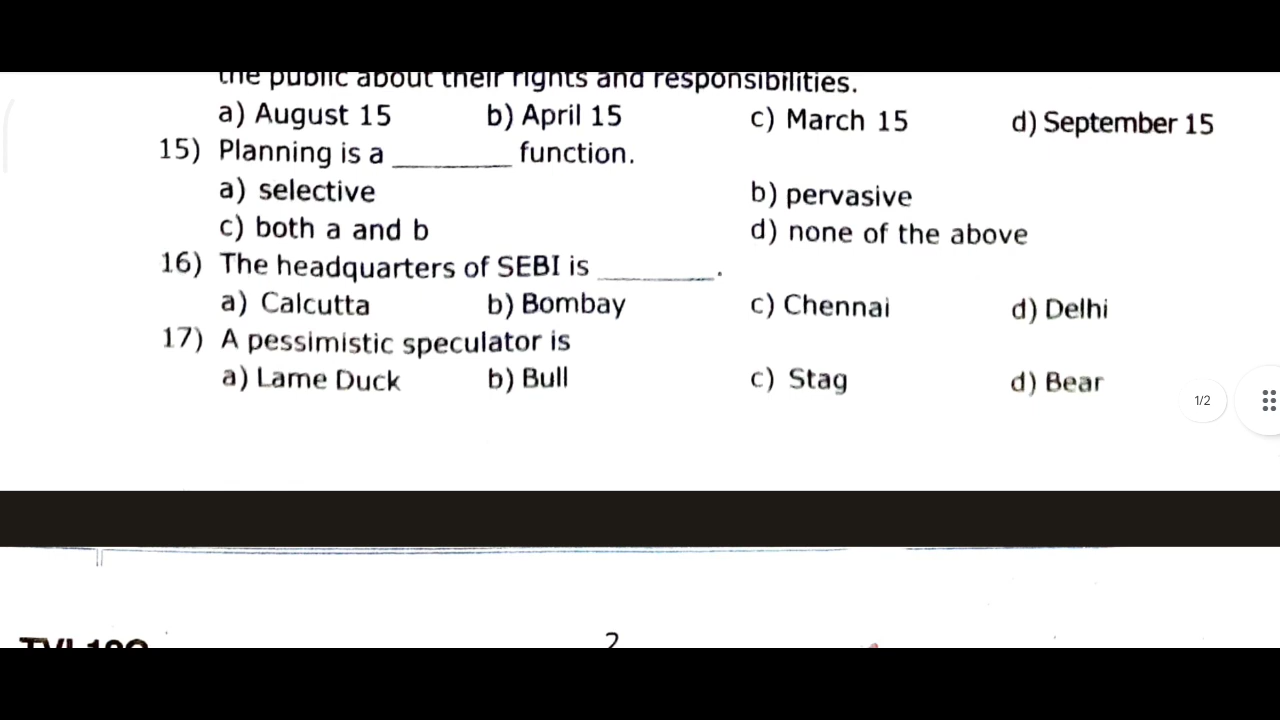 the public about their rights and responsibilities.
a) August 15 b) April 15 c) March 15 d) September 15
15) Planning is a ________ function.
a) selective b) pervasive
c) both a and b d) none of the above
16) The headquarters of SEBI is ________.
a) Calcutta b) Bombay c) Chennai d) Delhi
17) A pessimistic speculator is
a) Lame Duck b) Bull c) Stag d) Bear
1/2
2